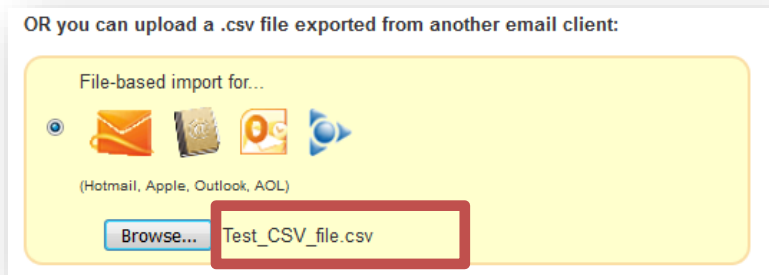 OR you can upload a .csv file exported from another email client:
File-based import for...
(Hotmail, Apple, Outlook, AOL)
Browse... Test_CSV_file.csv